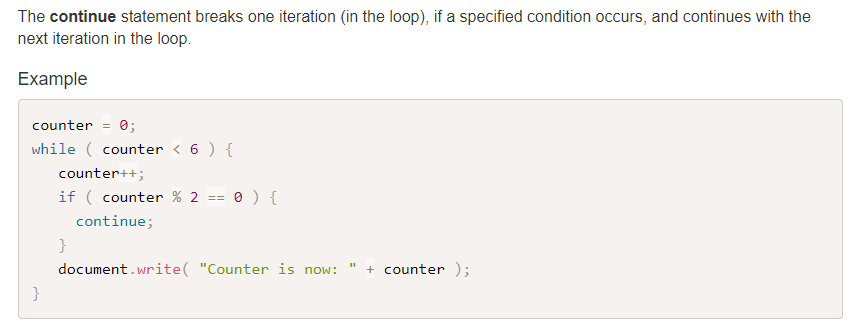 The continue statement breaks one iteration (in the loop), if a specified condition occurs, and continues with the
next iteration in the loop.
Example
counter = 0;
while ( counter < 6 ) {
counter++;
if ( counter % 2 == 0 ) {
continue;
}
document.write( "Counter is now: " + counter );
}